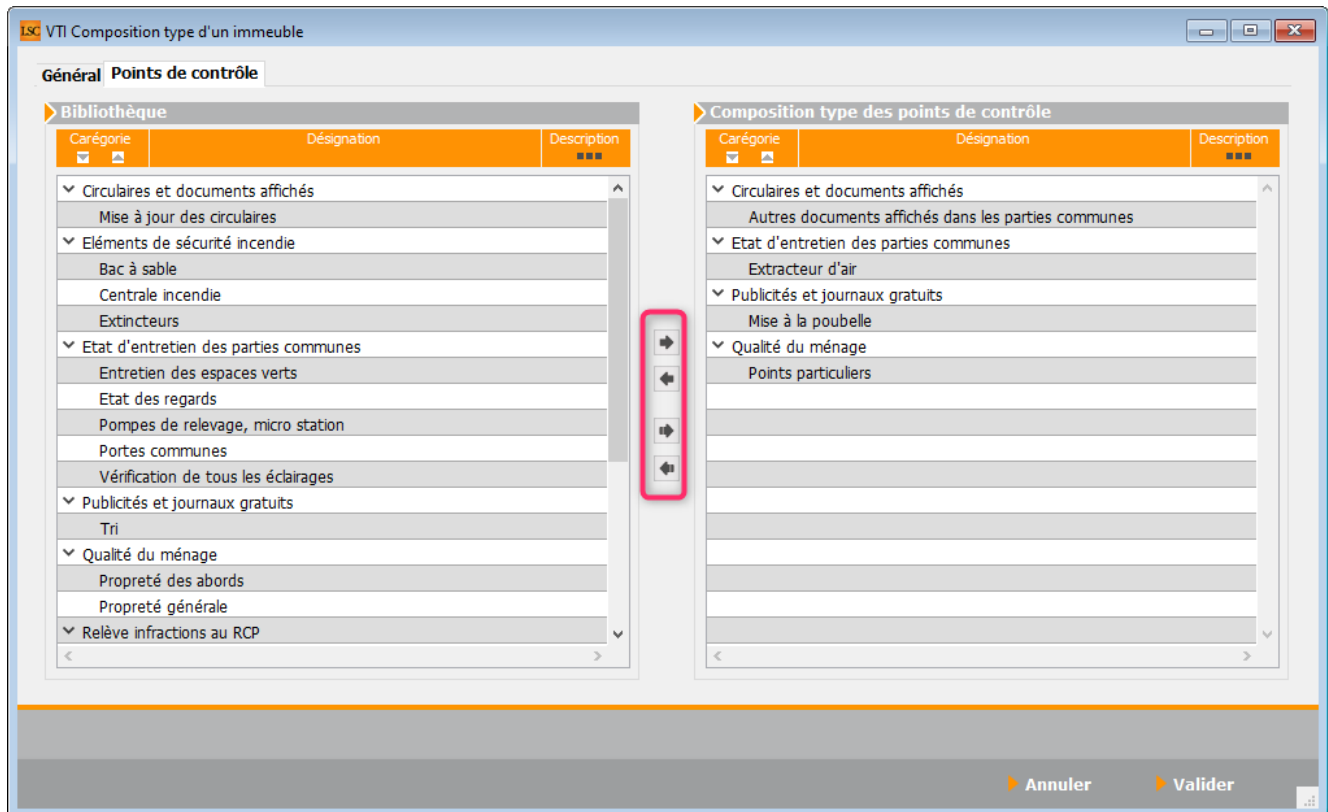 LSC VTI Composition type d'un immeuble
Général Points de contrôle
Bibliothèque
Carégorie Désignation Description
Circulaires et documents affichés
Mise à jour des circulaires
Eléments de sécurité incendie
Bac à sable
Centrale incendie
Extincteurs
Etat d'entretien des parties communes
Entretien des espaces verts
Etat des regards
Pompes de relevage, micro station
Portes communes
Vérification de tous les éclairages
Publicités et journaux gratuits
Tri
Qualité du ménage
Propreté des abords
Propreté générale
Relève infractions au RCP
Composition type des points de contrôle
Carégorie Désignation Description
Circulaires et documents affichés
Autres documents affichés dans les parties communes
Etat d'entretien des parties communes
Extracteur d'air
Publicités et journaux gratuits
Mise à la poubelle
Qualité du ménage
Points particuliers
Annuler Valider